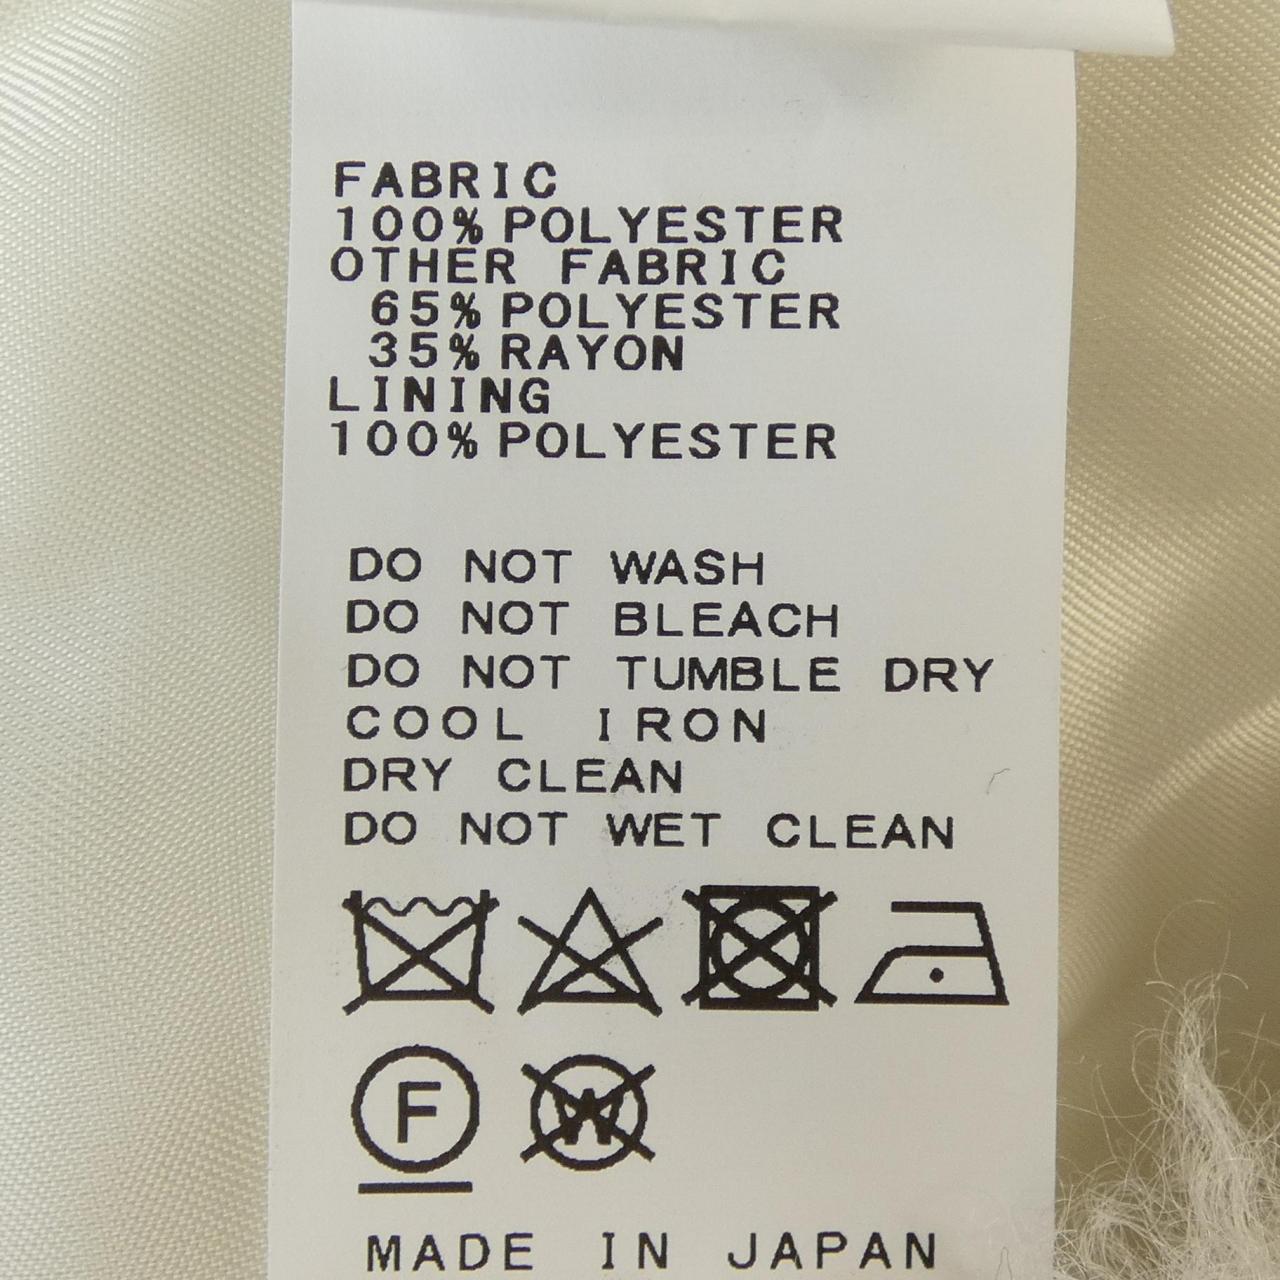 FABRIC
100% POLYESTER
OTHER FABRIC
65% POLYESTER
35% RAYON
LINING
100% POLYESTER
DO NOT WASH
DO NOT BLEACH
DO NOT TUMBLE DRY
COOL IRON
DRY CLEAN
DO NOT WET CLEAN
F W
MADE IN JAPAN